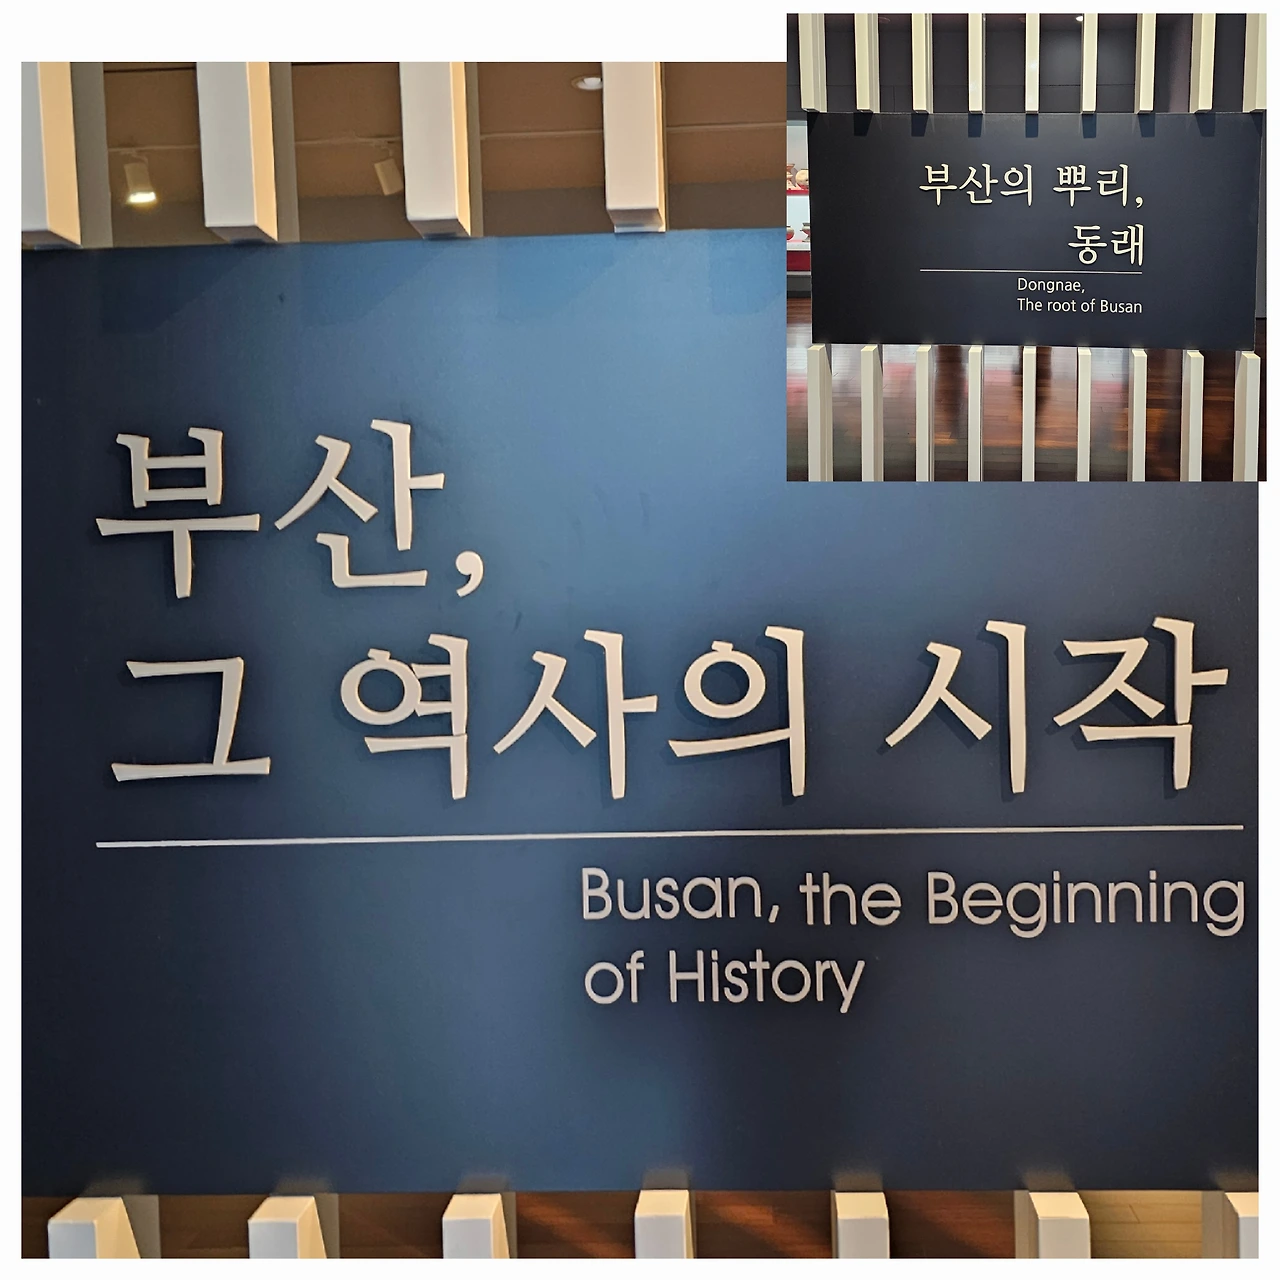 부산의 뿌리,
동래
Dongnae,
The root of Busan
부산,
그 역사의 시작
Busan, the Beginning
of History